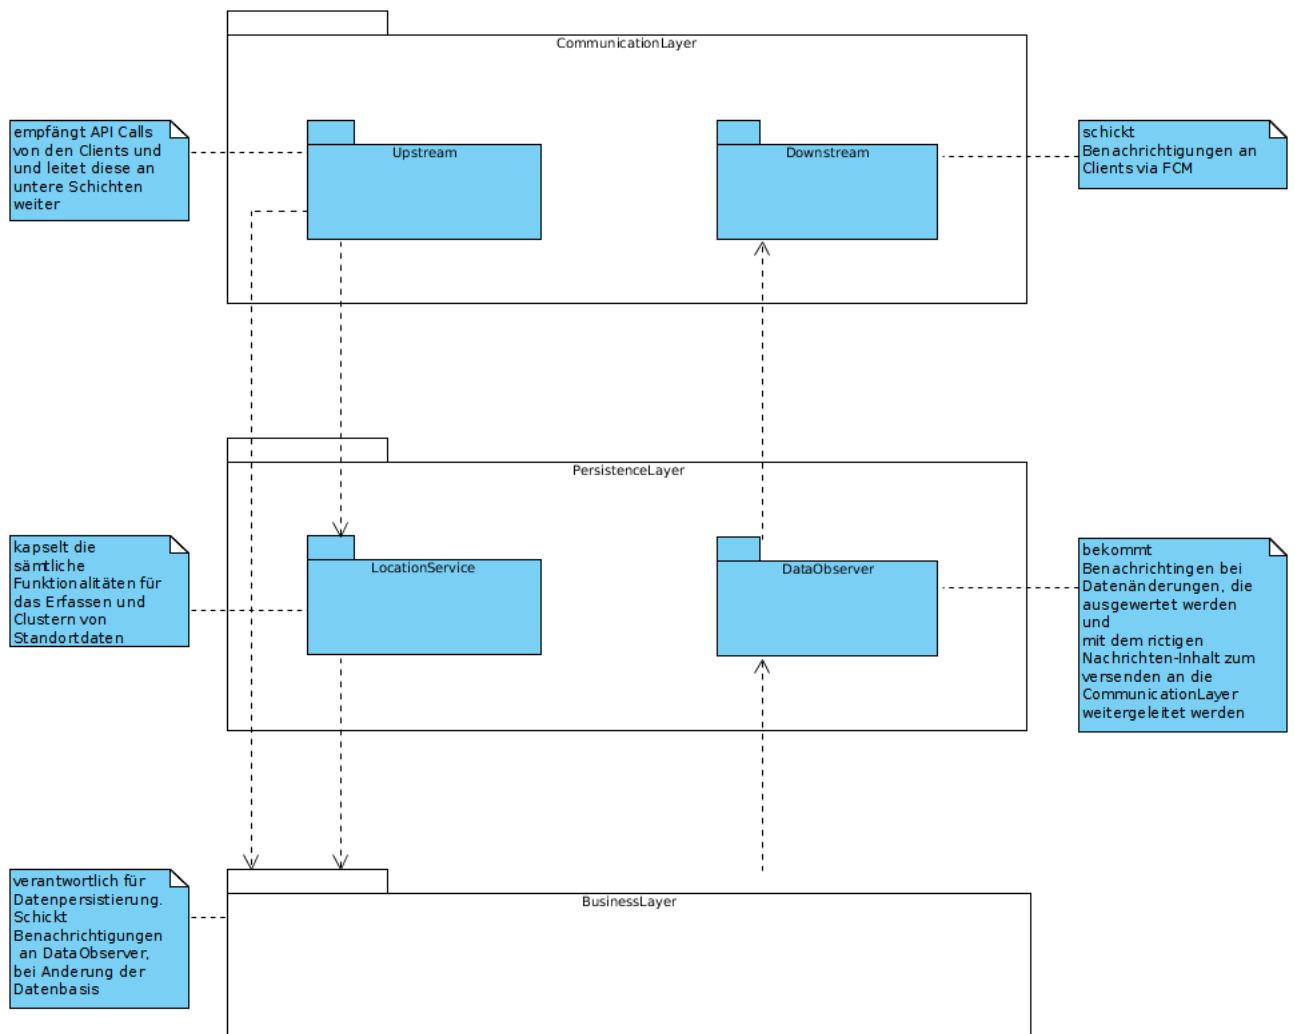 CommunicationLayer
empfängt API Calls
von den Clients und
und leitet diese an
untere Schichten
weiter
Upstream
Downstream
schickt
Benachrichtigungen an
Clients via FCM
PersistenceLayer
kapselt die
sämtliche
Funktionalitäten für
das Erfassen und
Clustern von
Standortdaten
LocationService
DataObserver
bekommt
Benachrichtingen bei
Datenänderungen, die
ausgewertet werden
und
mit dem rictigen
Nachrichten-Inhalt zum
versenden an die
CommunicationLayer
weitergeleitet werden
verantwortlich für
Datenpersistierung.
Schickt
Benachrichtigungen
an DataObserver,
bei Änderung der
Datenbasis
BusinessLayer